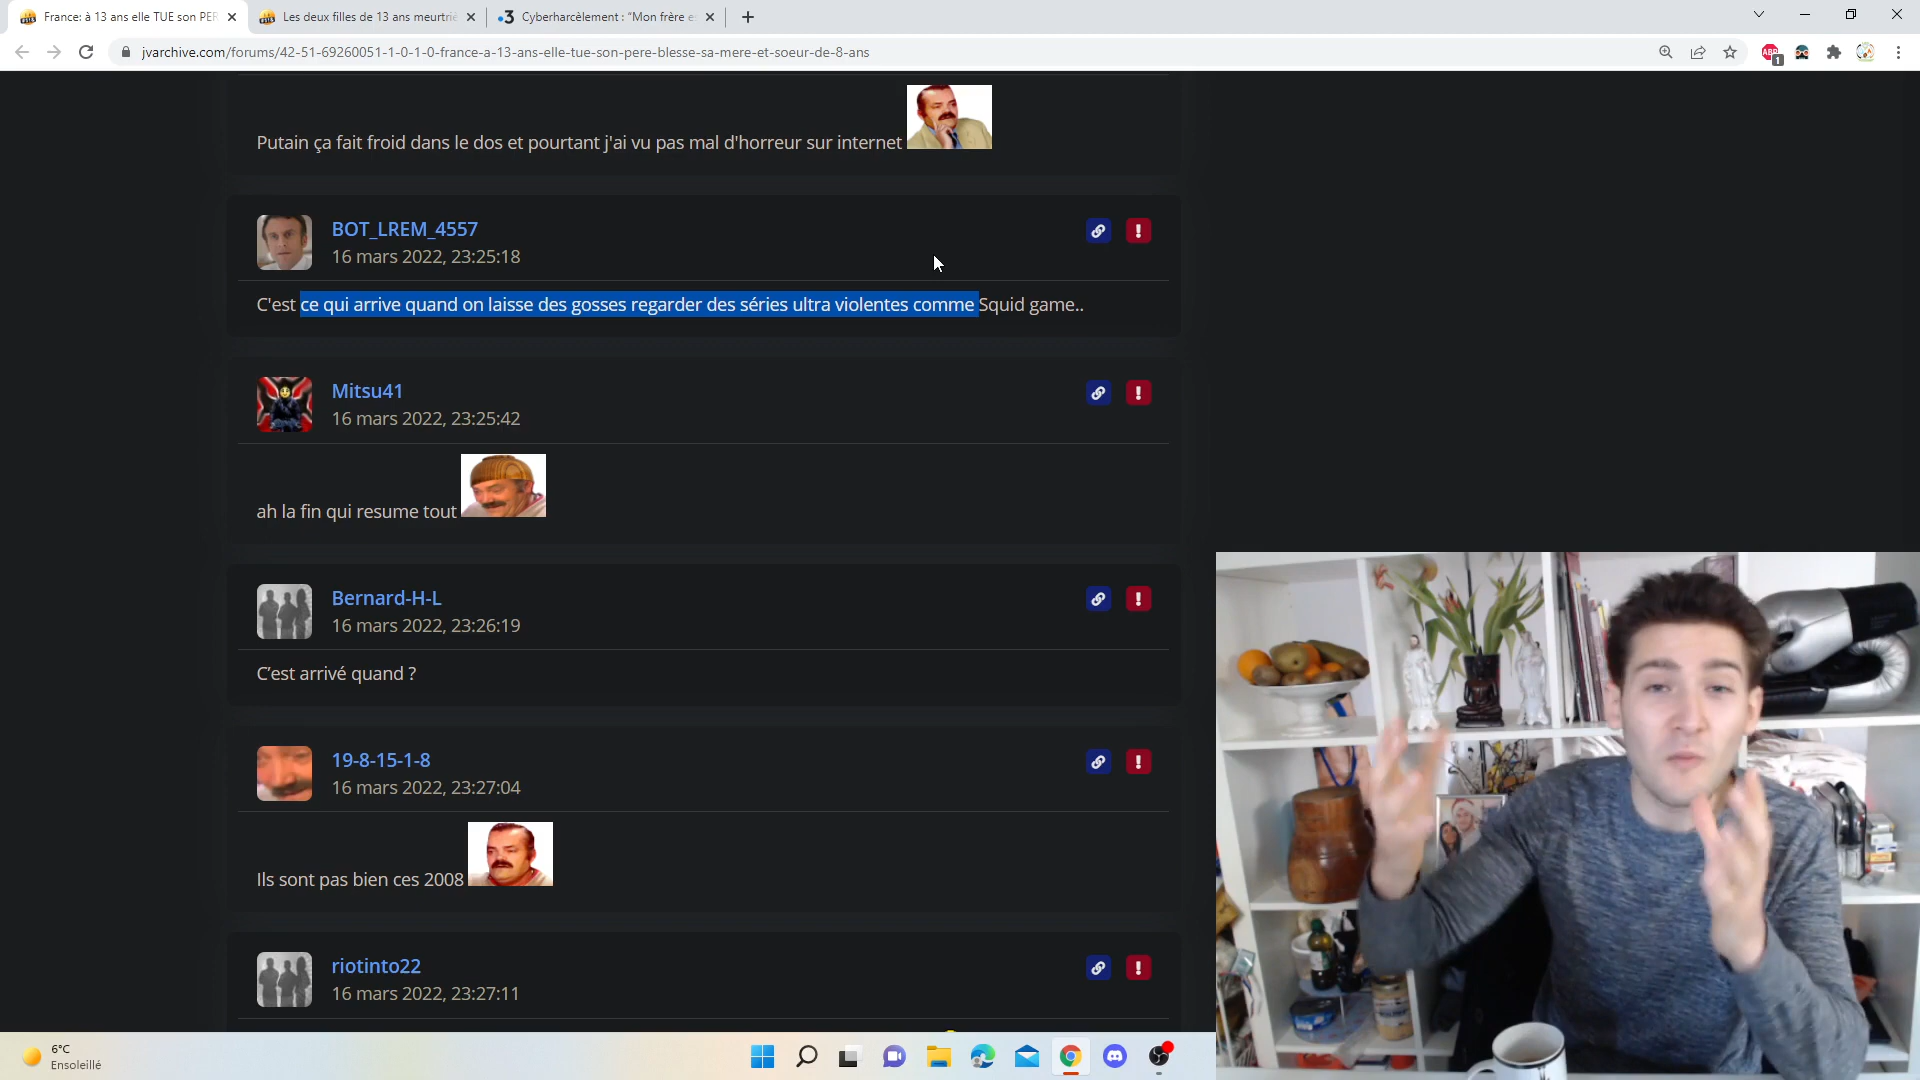 France: à 13 ans elle TUE son PER
Les deux filles de 13 ans meurtriè
Cyberharcèlement : "Mon frère e
jvarchive.com/forums/42-51-69260051-1-0-1-0-france-a-13-ans-elle-tue-son-pere-blesse-sa-mere-et-soeur-de-8-ans
ABP
1
Putain ça fait froid dans le dos et pourtant j'ai vu pas mal d'horreur sur internet
BOT_LREM_4557
16 mars 2022, 23:25:18
C'est ce qui arrive quand on laisse des gosses regarder des séries ultra violentes comme Squid game..
Mitsu41
16 mars 2022, 23:25:42
ah la fin qui resume tout
Bernard-H-L
16 mars 2022, 23:26:19
C'est arrivé quand ?
19-8-15-1-8
16 mars 2022, 23:27:04
Ils sont pas bien ces 2008
riotinto22
16 mars 2022, 23:27:11
6°C
Ensoleillé